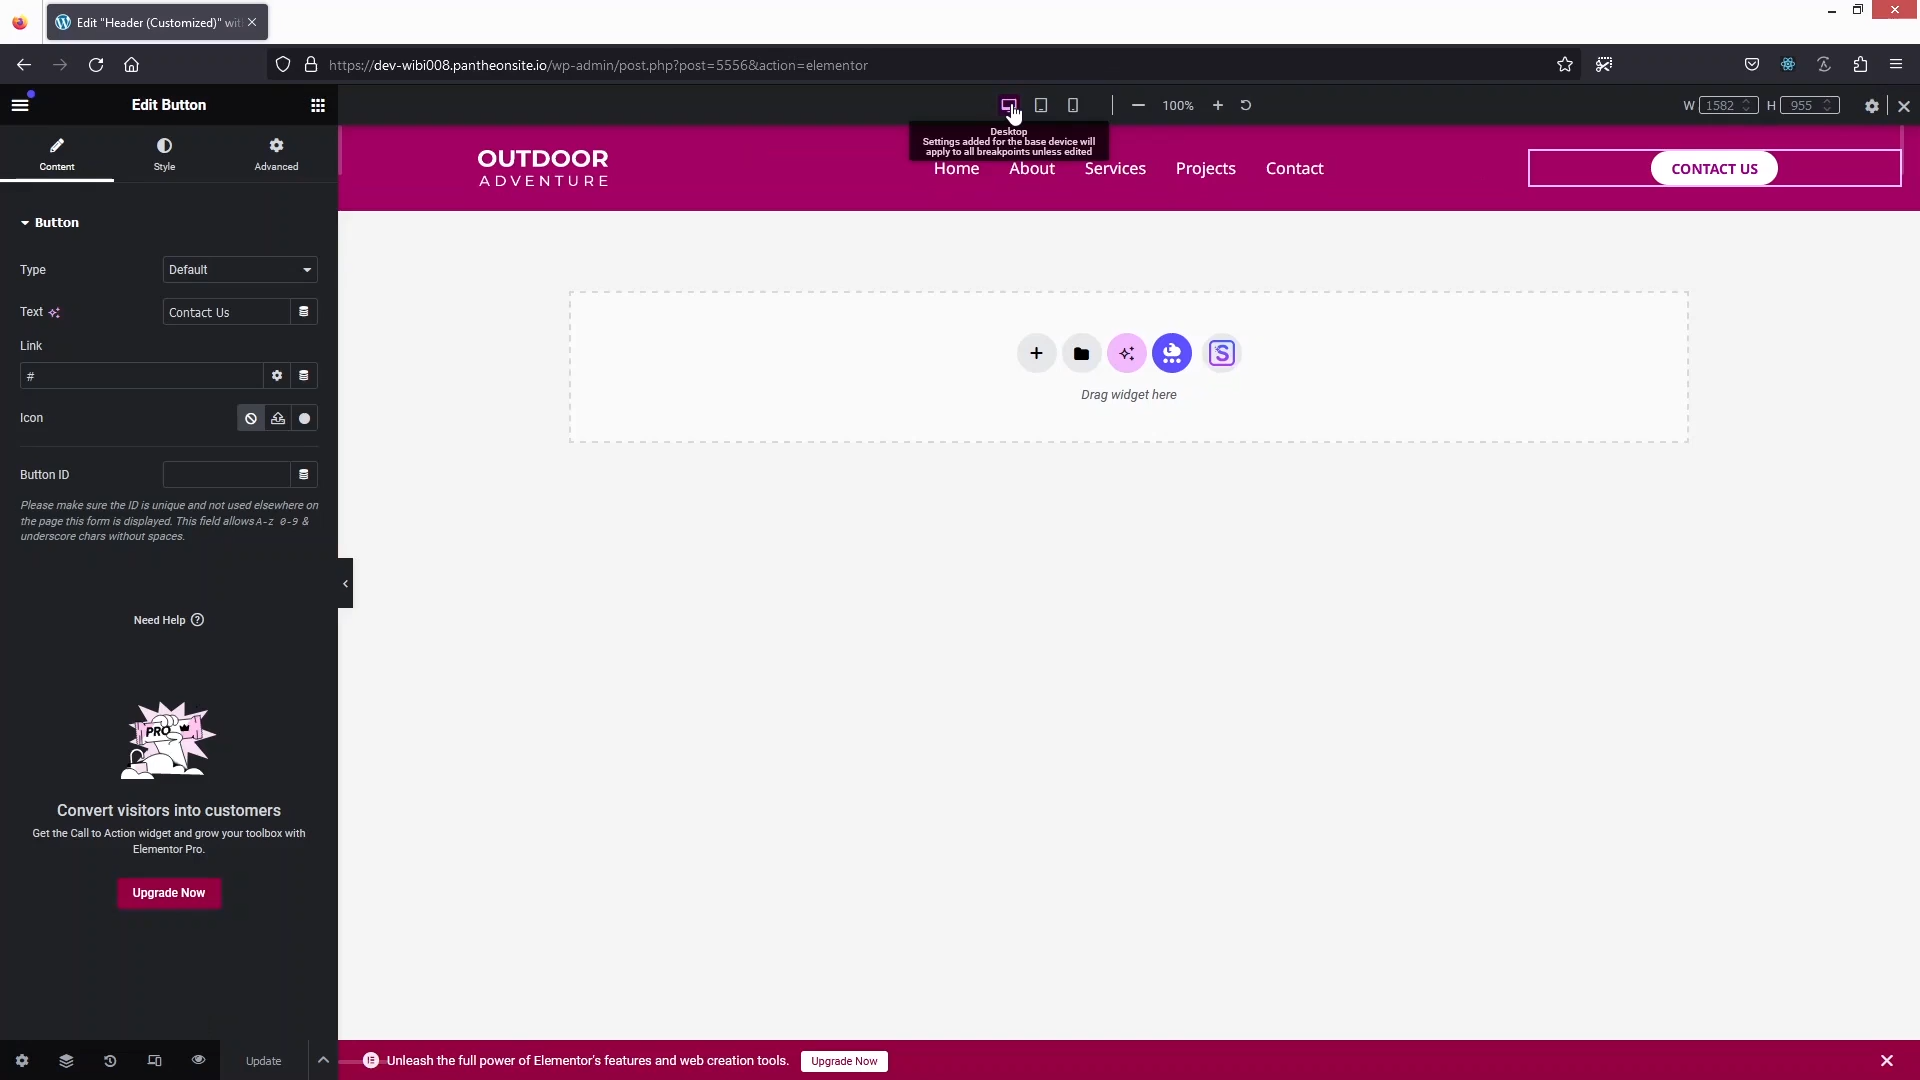 Edit "Header (Customized)" wit
https://dev-wibi008.pantheonsite.io/wp-admin/post.php?post=5556&action=elementor
Edit Button
100%
W 1582 H 955
Content
Style
Advanced
Desktop
Settings added for the base device will
apply to all breakpoints unless edited
OUTDOOR
ADVENTURE
Home
About
Services
Projects
Contact
CONTACT US
Button
Type
Default
Text
Contact Us
Link
#
Icon
Button ID
Please make sure the ID is unique and not used elsewhere on
the page this form is displayed. This field allows A-z 0-9 &
underscore chars without spaces.
Drag widget here
Need Help
PRO
Convert visitors into customers
Get the Call to Action widget and grow your toolbox with
Elementor Pro.
Upgrade Now
Update
Unleash the full power of Elementor's features and web creation tools.
Upgrade Now